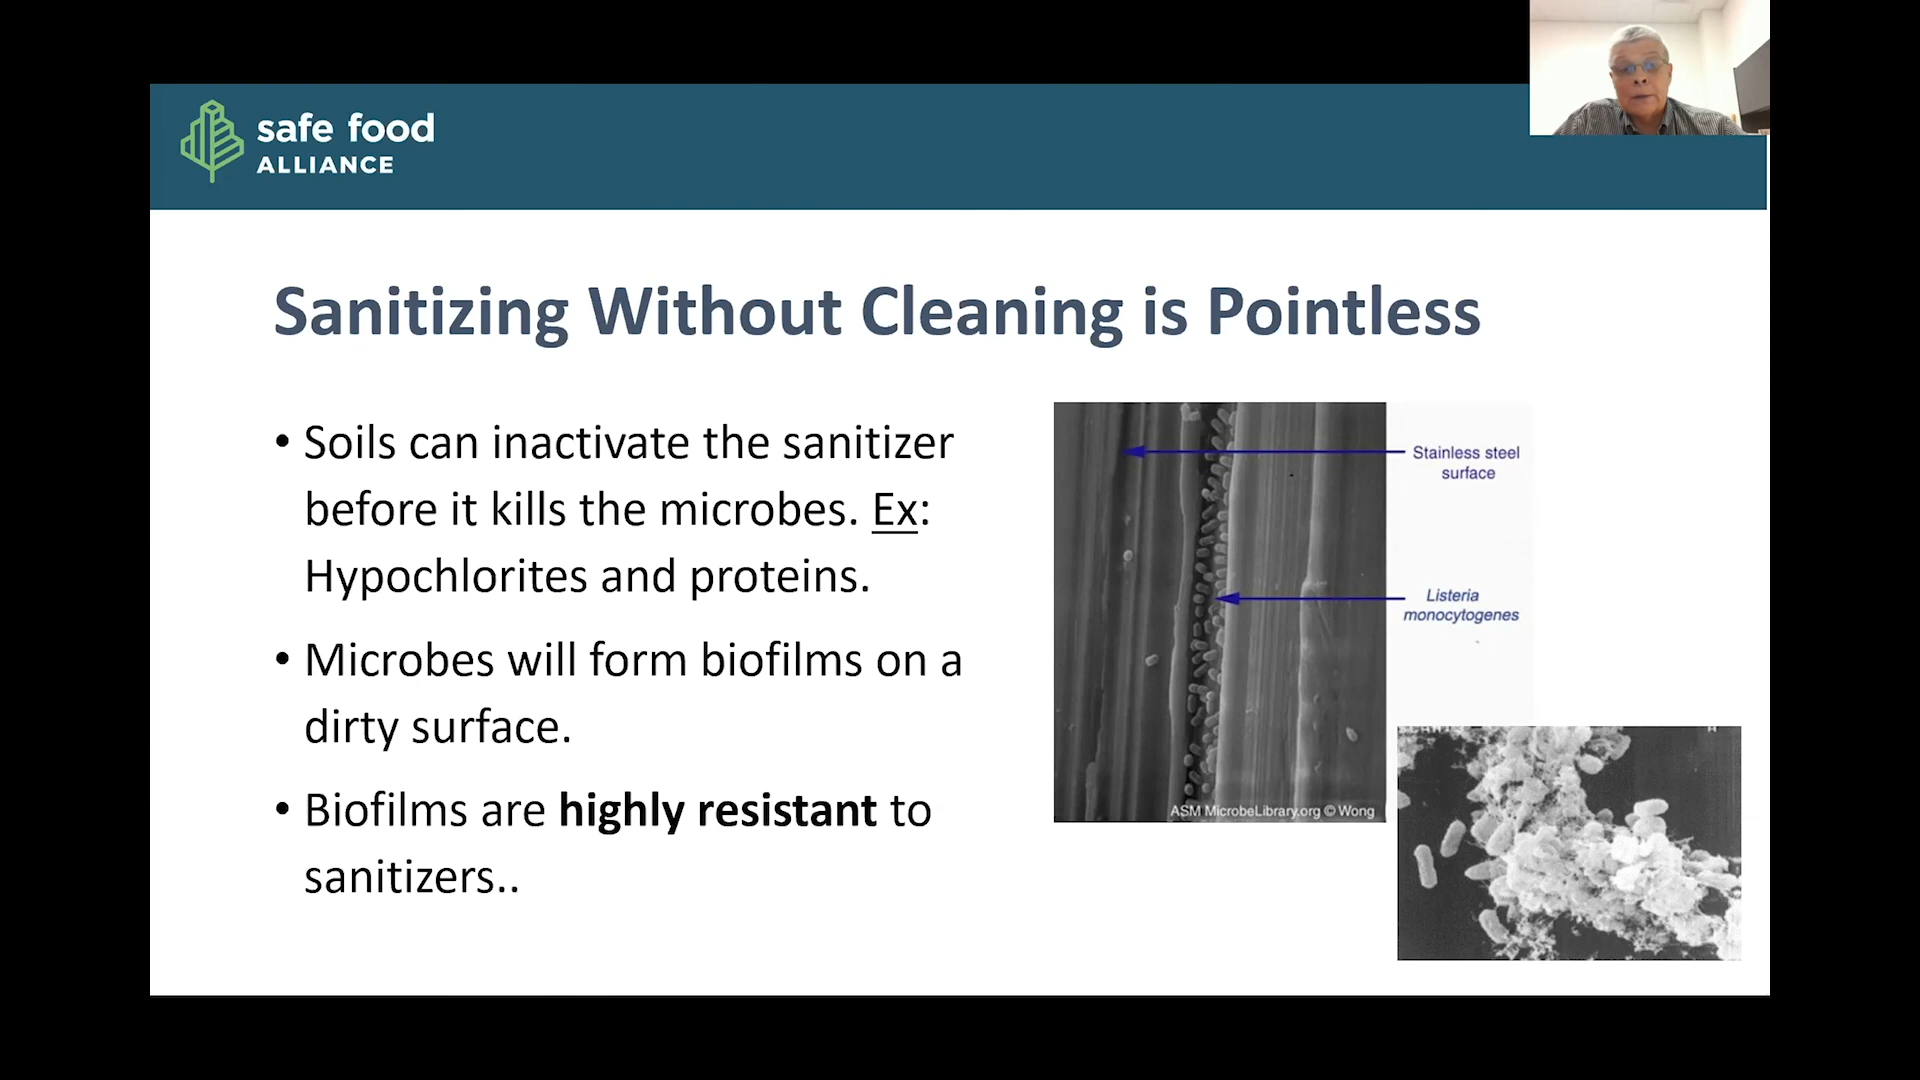 safe food
ALLIANCE
Sanitizing Without Cleaning is Pointless
• Soils can inactivate the sanitizer
before it kills the microbes. Ex:
Hypochlorites and proteins.
• Microbes will form biofilms on a
dirty surface.
• Biofilms are highly resistant to
sanitizers..
Stainless steel
surface
Listeria
monocytogenes
ASM MicrobeLibrary.org © Wong